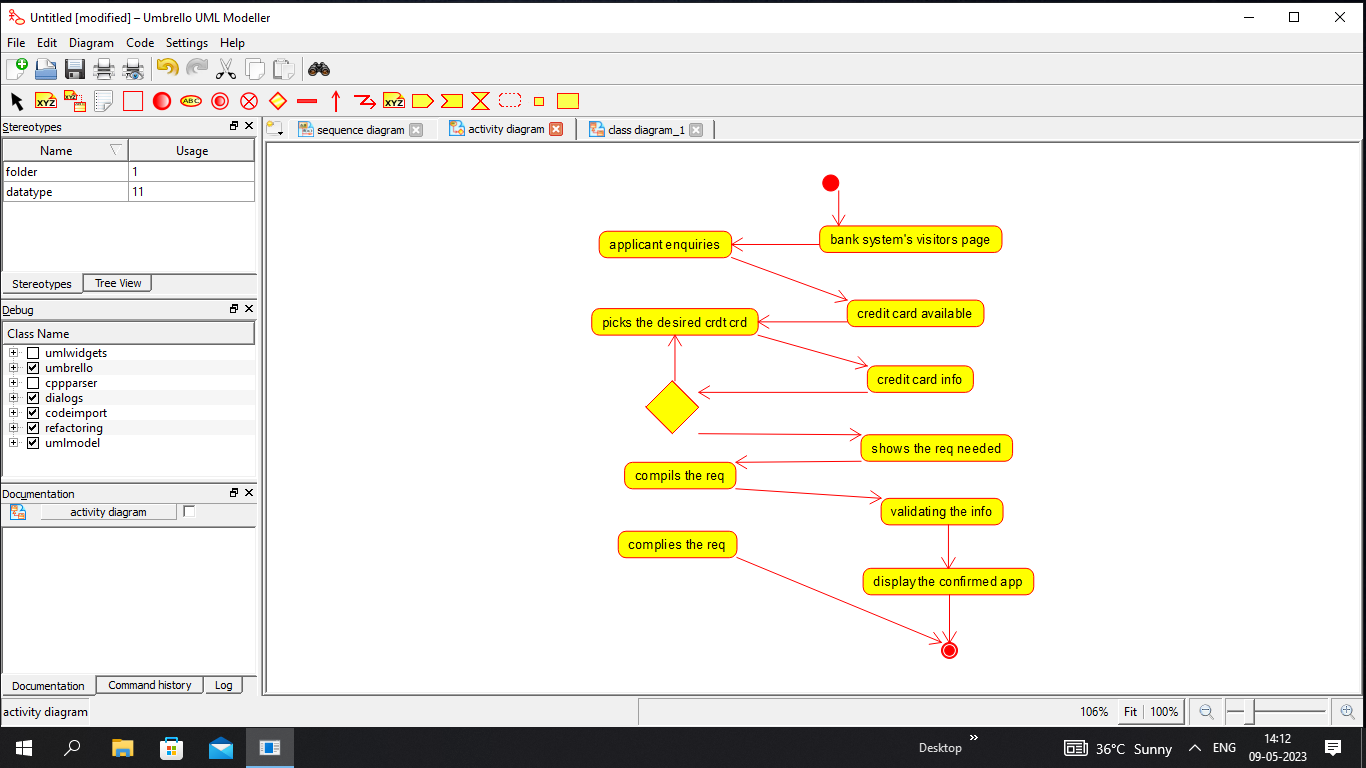 Untitled [modified] – Umbrello UML Modeller
File Edit Diagram Code Settings Help
XYZ XYZ ABC XYZ
Stereotypes
Name Usage
folder 1
datatype 11
Stereotypes Tree View
Debug
Class Name
umlwidgets
umbrello
cppparser
dialogs
codeimport
refactoring
umlmodel
Documentation
activity diagram
Documentation Command history Log
sequence diagram activity diagram class diagram_1
bank system's visitors page
applicant enquiries
credit card available
picks the desired crdt crd
credit card info
shows the req needed
compils the req
validating the info
complies the req
display the confirmed app
activity diagram 106% Fit 100%
Desktop » 36°C Sunny ENG 14:12
09-05-2023